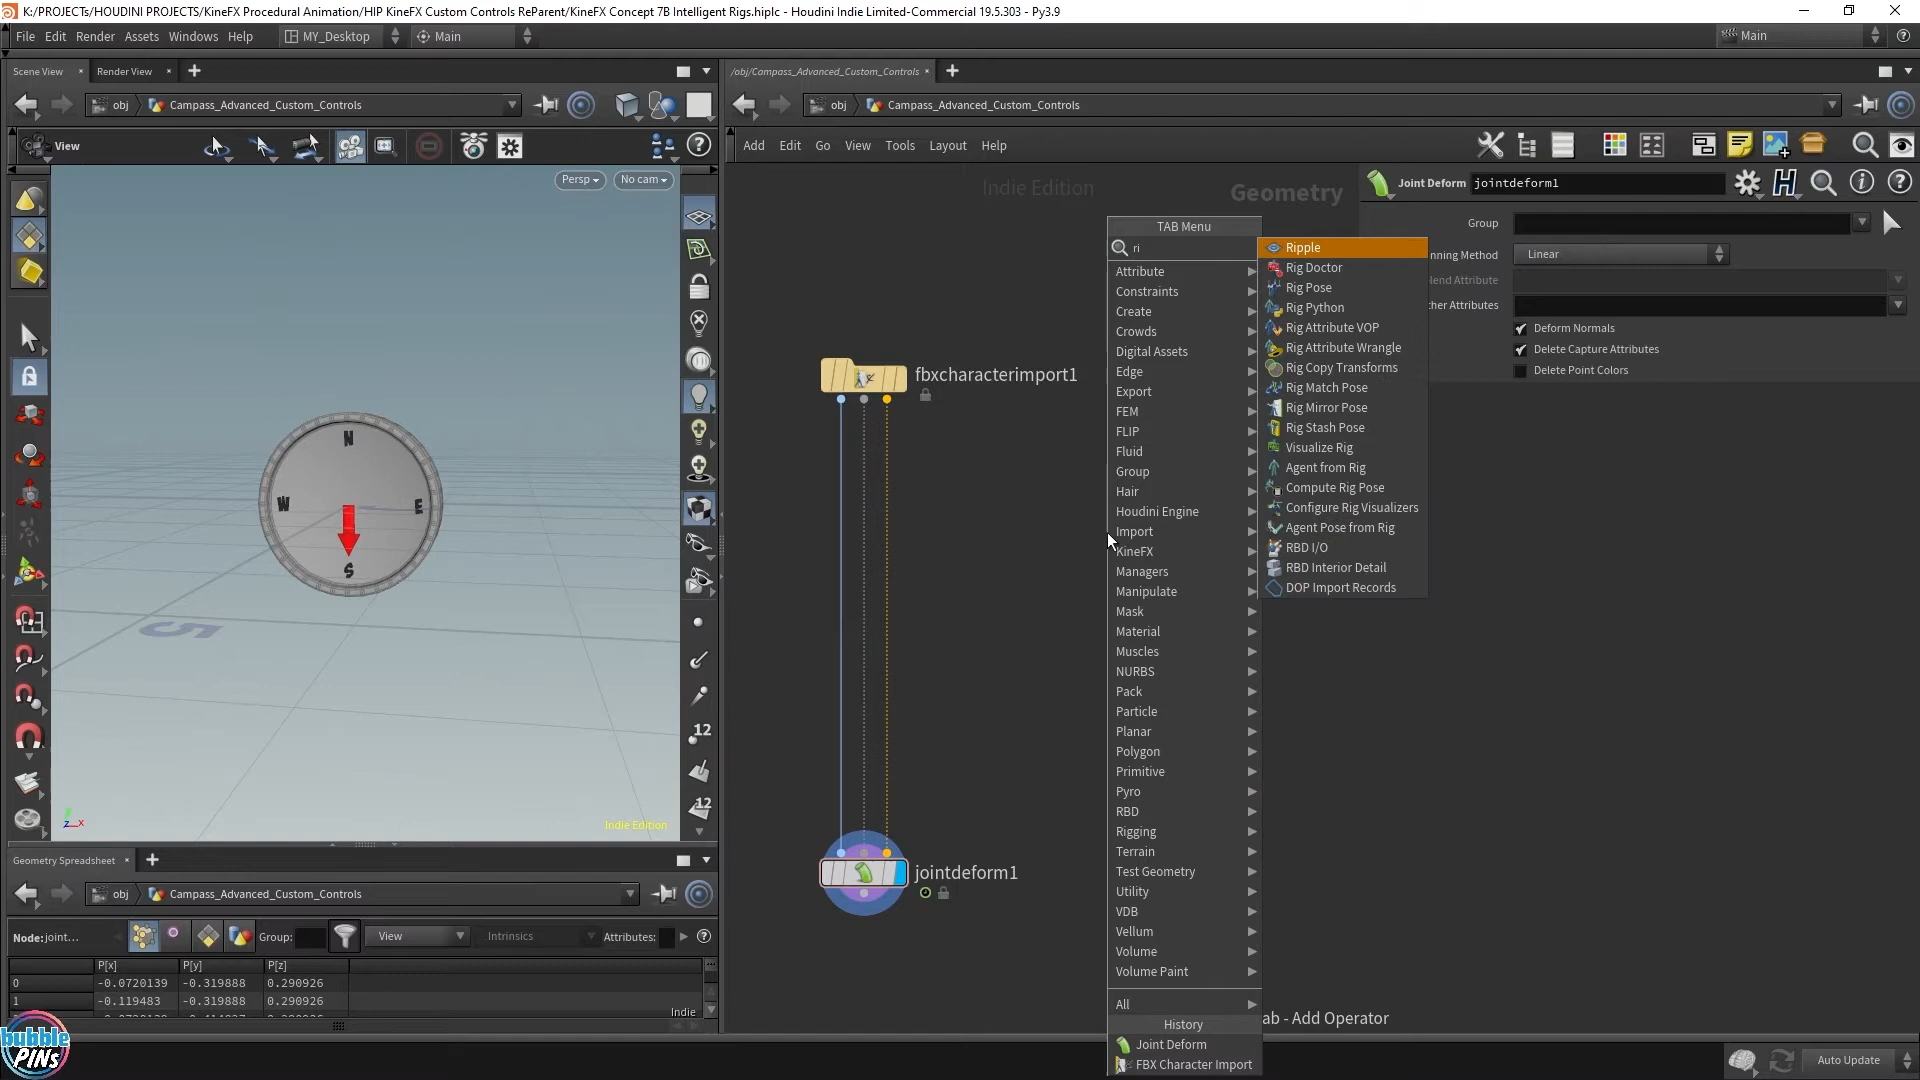 K:/PROJECTs/HOUDINI PROJECTS/KineFX Procedural Animation/HIP KineFX Custom Controls ReParent/KineFX Concept 7B Intelligent Rigs.hiplc - Houdini Indie Limited-Commercial 19.5.303 - Py3.9
File Edit Render Assets Windows Help MY_Desktop Main Main
Scene View Render View /obj/Campass_Advanced_Custom_Controls
obj Campass_Advanced_Custom_Controls obj Campass_Advanced_Custom_Controls
View Add Edit Go View Tools Layout Help
Persp No cam
Indie Edition Geometry
Joint Deform jointdeform1
Group
nning Method Linear
lend Attribute
her Attributes
Deform Normals
Delete Capture Attributes
Delete Point Colors
TAB Menu
ri
Attribute
Constraints
Create
Crowds
Digital Assets
Edge
Export
FEM
FLIP
Fluid
Group
Hair
Houdini Engine
Import
KineFX
Managers
Manipulate
Mask
Material
Muscles
NURBS
Pack
Particle
Planar
Polygon
Primitive
Pyro
RBD
Rigging
Terrain
Test Geometry
Utility
VDB
Vellum
Volume
Volume Paint
All
History
Joint Deform
FBX Character Import
Ripple
Rig Doctor
Rig Pose
Rig Python
Rig Attribute VOP
Rig Attribute Wrangle
Rig Copy Transforms
Rig Match Pose
Rig Mirror Pose
Rig Stash Pose
Visualize Rig
Agent from Rig
Compute Rig Pose
Configure Rig Visualizers
Agent Pose from Rig
RBD I/O
RBD Interior Detail
DOP Import Records
fbxcharacterimport1
jointdeform1
ab - Add Operator
N
W E
S
5
12
12
z x
Indie Edition
Geometry Spreadsheet
obj Campass_Advanced_Custom_Controls
Node: joint... Group: View Intrinsics Attributes:
P[x] P[y] P[z]
0 -0.0720139 -0.319888 0.290926
1 -0.119483 -0.319888 0.290926
Indie
bubble
PINs
Auto Update